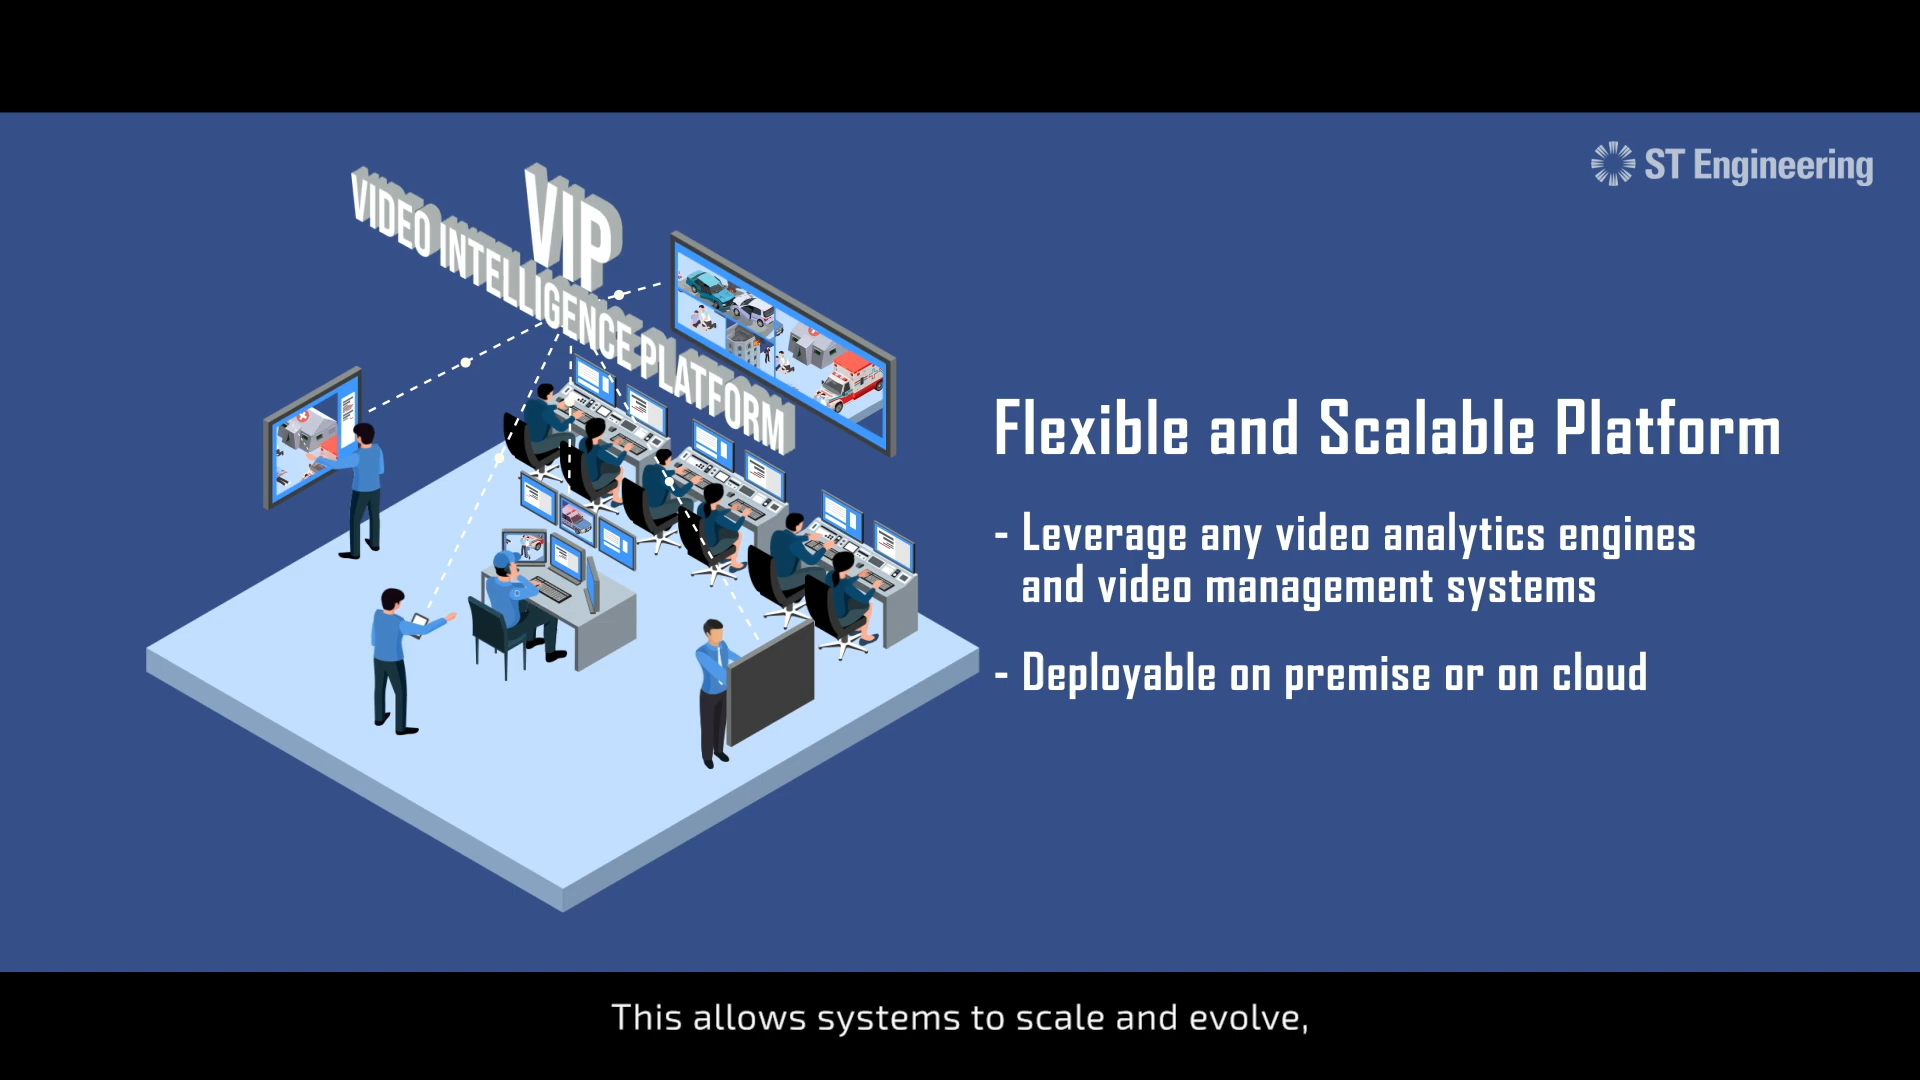 ST Engineering
VIP
VIDEO INTELLIGENCE PLATFORM
Flexible and Scalable Platform
- Leverage any video analytics engines
and video management systems
- Deployable on premise or on cloud
This allows systems to scale and evolve,